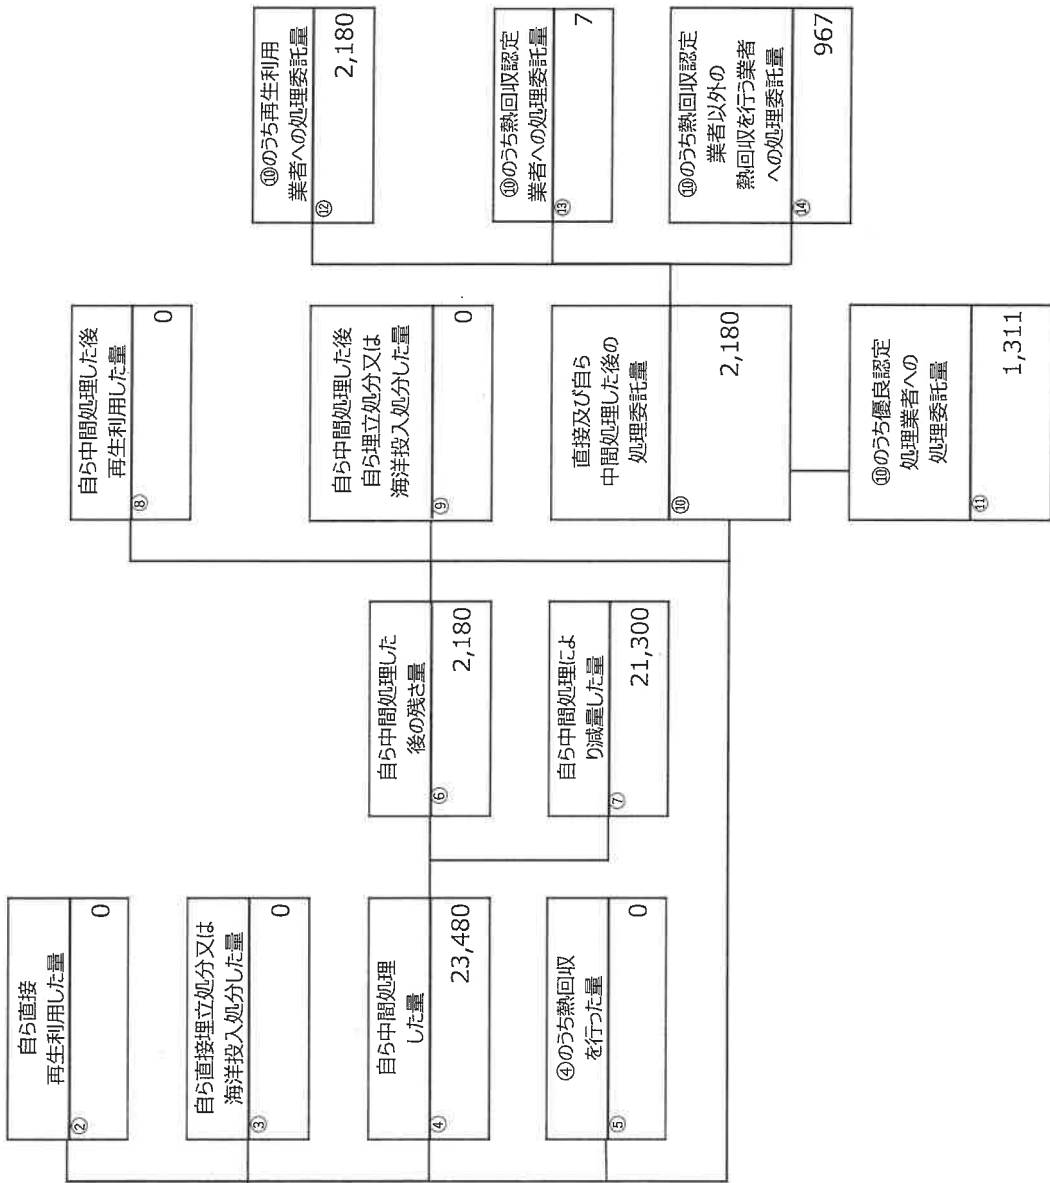 自ら直接
再生利用した量
②
0
自ら直接埋立処分又は
海洋投入処分した量
③
0
自ら中間処理
した量
④
23,480
④のうち熱回収
を行った量
⑤
0
自ら中間処理した
後の残さ量
⑥
2,180
自ら中間処理によ
り減量した量
⑦
21,300
自ら中間処理した後
再生利用した量
⑧
0
自ら中間処理した後
自ら埋立処分又は
海洋投入処分した量
⑨
0
直接及び自ら
中間処理した後の
処理委託量
⑩
2,180
⑩のうち優良認定
処理業者への
処理委託量
⑪
1,311
⑩のうち再生利用
業者への処理委託量
⑫
2,180
⑩のうち熱回収認定
業者への処理委託量
⑬
7
⑩のうち熱回収認定
業者以外の
熱回収を行う業者
への処理委託量
⑭
967